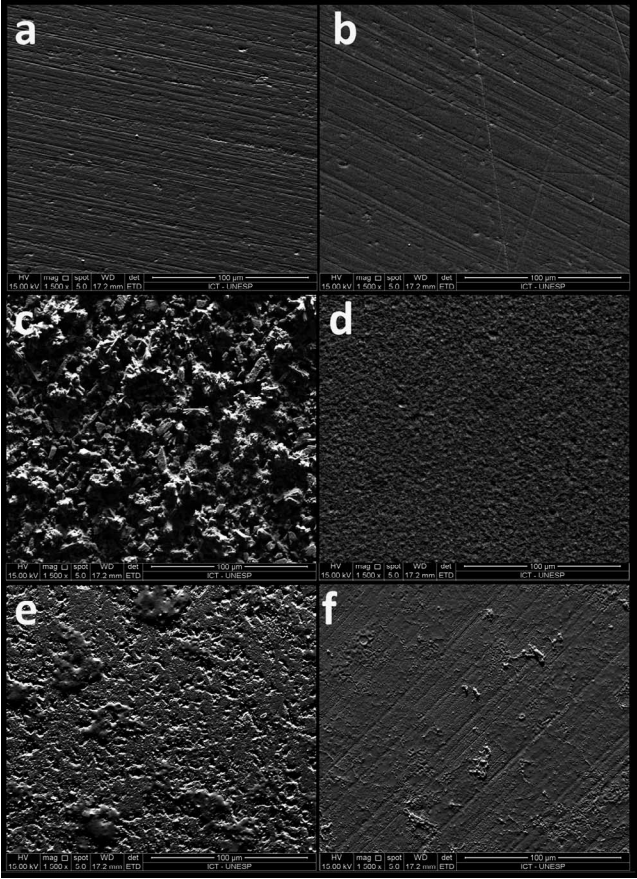 a
HV mag □ spot WD det 100 µm
15.00 kV 1 500 x 5.0 17.2 mm ETD ICT - UNESP
b
HV mag □ spot WD det 100 µm
15.00 kV 1 500 x 5.0 17.2 mm ETD ICT - UNESP
c
HV mag □ spot WD det 100 µm
15.00 kV 1 500 x 5.0 17.2 mm ETD ICT - UNESP
d
HV mag □ spot WD det 100 µm
15.00 kV 1 500 x 5.0 17.2 mm ETD ICT - UNESP
e
HV mag □ spot WD det 100 µm
15.00 kV 1 500 x 5.0 17.2 mm ETD ICT - UNESP
f
HV mag □ spot WD det 100 µm
15.00 kV 1 500 x 5.0 17.2 mm ETD ICT - UNESP